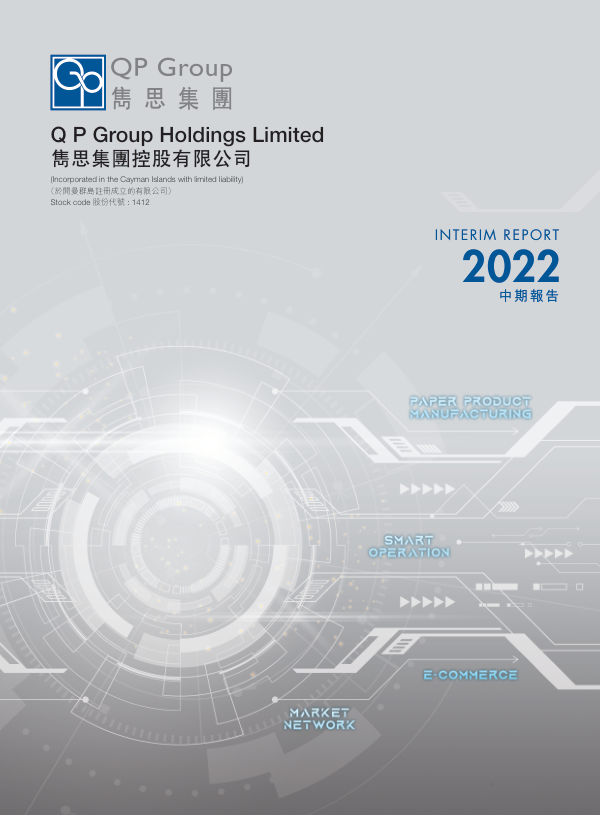 QP Group
雋思集團
Q P Group Holdings Limited
雋思集團控股有限公司
(Incorporated in the Cayman Islands with limited liability)
（於開曼群島註冊成立的有限公司）
Stock code 股份代號 : 1412
INTERIM REPORT
2022
中期報告
PAPER PRODUCT
MANUFACTURING
SMART
OPERATION
E-COMMERCE
MARKET
NETWORK